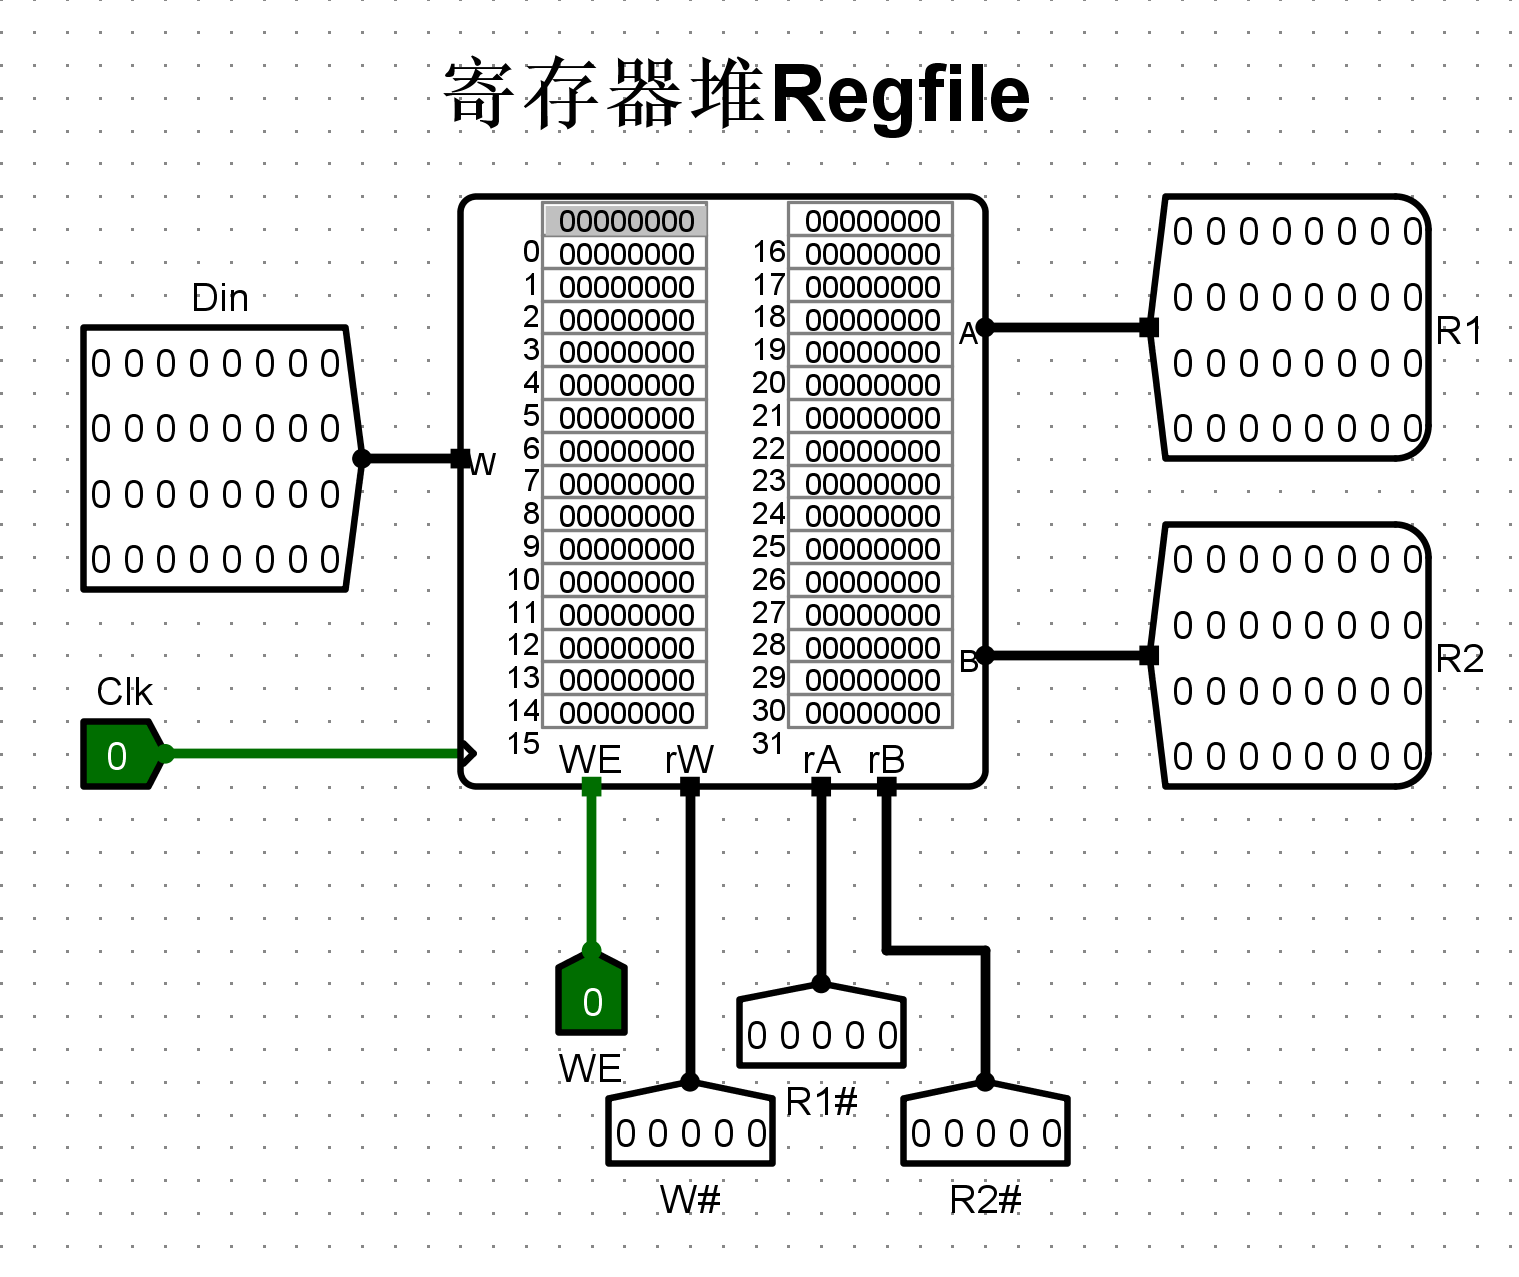 寄存器堆Regfile
Din
0 0 0 0 0 0 0 0
0 0 0 0 0 0 0 0
0 0 0 0 0 0 0 0
0 0 0 0 0 0 0 0
Clk
0
W
00000000 00000000
0 00000000 16 00000000
1 00000000 17 00000000
2 00000000 18 00000000
3 00000000 19 00000000
4 00000000 20 00000000
5 00000000 21 00000000
6 00000000 22 00000000
7 00000000 23 00000000
8 00000000 24 00000000
9 00000000 25 00000000
10 00000000 26 00000000
11 00000000 27 00000000
12 00000000 28 00000000
13 00000000 29 00000000
14 00000000 30 00000000
15 31
WE rW rA rB
A
B
0 0 0 0 0 0 0 0
0 0 0 0 0 0 0 0
0 0 0 0 0 0 0 0
0 0 0 0 0 0 0 0
R1
0 0 0 0 0 0 0 0
0 0 0 0 0 0 0 0
0 0 0 0 0 0 0 0
0 0 0 0 0 0 0 0
R2
0
WE
0 0 0 0 0
W#
0 0 0 0 0
R1#
0 0 0 0 0
R2#